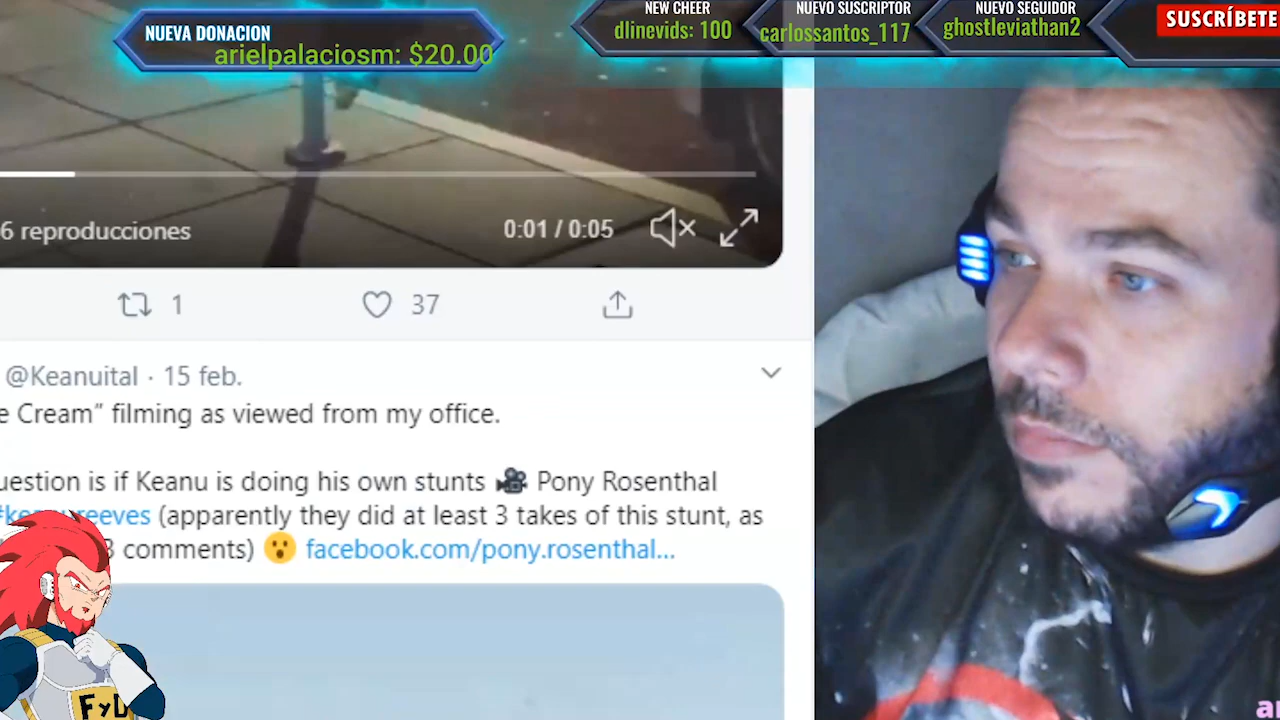 NUEVA DONACION
arielpalaciosm: $20.00
NEW CHEER
dlinevids: 100
NUEVO SUSCRIPTOR
carlossantos_117
NUEVO SEGUIDOR
ghostleviathan2
SUSCRÍBETE
6 reproducciones
0:01 / 0:05
1
37
@Keanuital · 15 feb.
e Cream" filming as viewed from my office.
uestion is if Keanu is doing his own stunts 🎥 Pony Rosenthal
reeves (apparently they did at least 3 takes of this stunt, as
comments) 😮 facebook.com/pony.rosenthal...
FyD